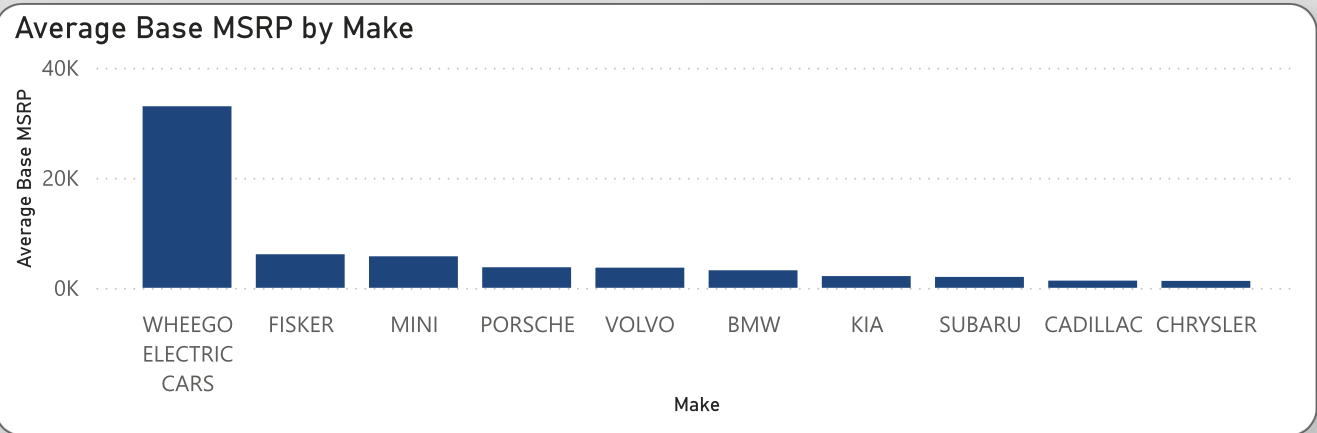 Average Base MSRP by Make
40K
20K
0K
Average Base MSRP
WHEEGO ELECTRIC CARS
FISKER
MINI
PORSCHE
VOLVO
BMW
KIA
SUBARU
CADILLAC
CHRYSLER
Make